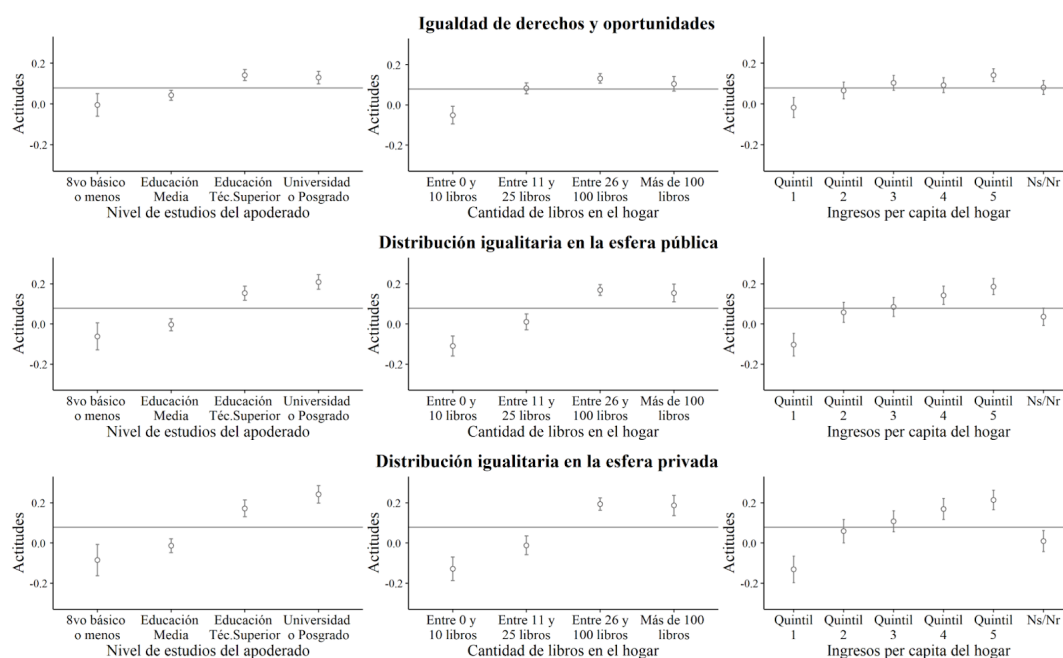 Igualdad de derechos y oportunidades
Actitudes
0.2
0.0
-0.2
8vo básico
o menos
Educación
Media
Educación
Téc.Superior
Universidad
o Posgrado
Nivel de estudios del apoderado
Actitudes
0.2
0.0
-0.2
Entre 0 y
10 libros
Entre 11 y
25 libros
Entre 26 y
100 libros
Más de 100
libros
Cantidad de libros en el hogar
Actitudes
0.2
0.0
-0.2
Quintil
1
Quintil
2
Quintil
3
Quintil
4
Quintil
5
Ns/Nr
Ingresos per capita del hogar
Distribución igualitaria en la esfera pública
Actitudes
0.2
0.0
-0.2
8vo básico
o menos
Educación
Media
Educación
Téc.Superior
Universidad
o Posgrado
Nivel de estudios del apoderado
Actitudes
0.2
0.0
-0.2
Entre 0 y
10 libros
Entre 11 y
25 libros
Entre 26 y
100 libros
Más de 100
libros
Cantidad de libros en el hogar
Actitudes
0.2
0.0
-0.2
Quintil
1
Quintil
2
Quintil
3
Quintil
4
Quintil
5
Ns/Nr
Ingresos per capita del hogar
Distribución igualitaria en la esfera privada
Actitudes
0.2
0.0
-0.2
8vo básico
o menos
Educación
Media
Educación
Téc.Superior
Universidad
o Posgrado
Nivel de estudios del apoderado
Actitudes
0.2
0.0
-0.2
Entre 0 y
10 libros
Entre 11 y
25 libros
Entre 26 y
100 libros
Más de 100
libros
Cantidad de libros en el hogar
Actitudes
0.2
0.0
-0.2
Quintil
1
Quintil
2
Quintil
3
Quintil
4
Quintil
5
Ns/Nr
Ingresos per capita del hogar